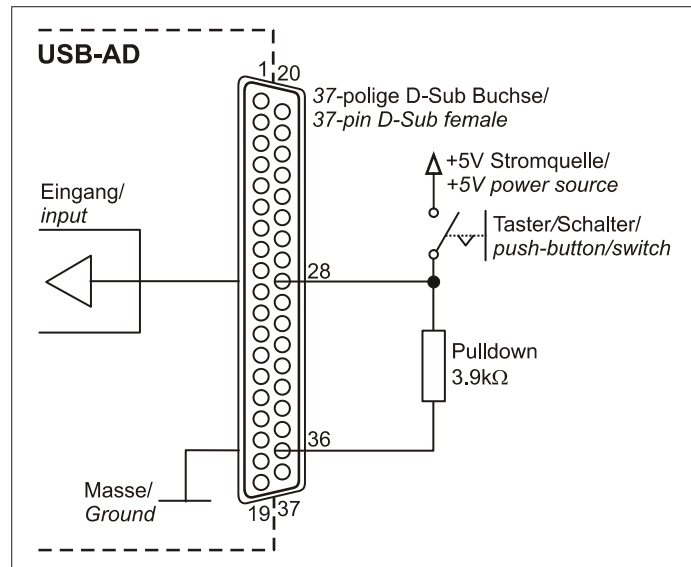 USB-AD
1 20
37-polige D-Sub Buchse/
37-pin D-Sub female
+5V Stromquelle/
+5V power source
Eingang/
input
Taster/Schalter/
push-button/switch
28
Pulldown
3.9kΩ
36
Masse/
Ground
19 37